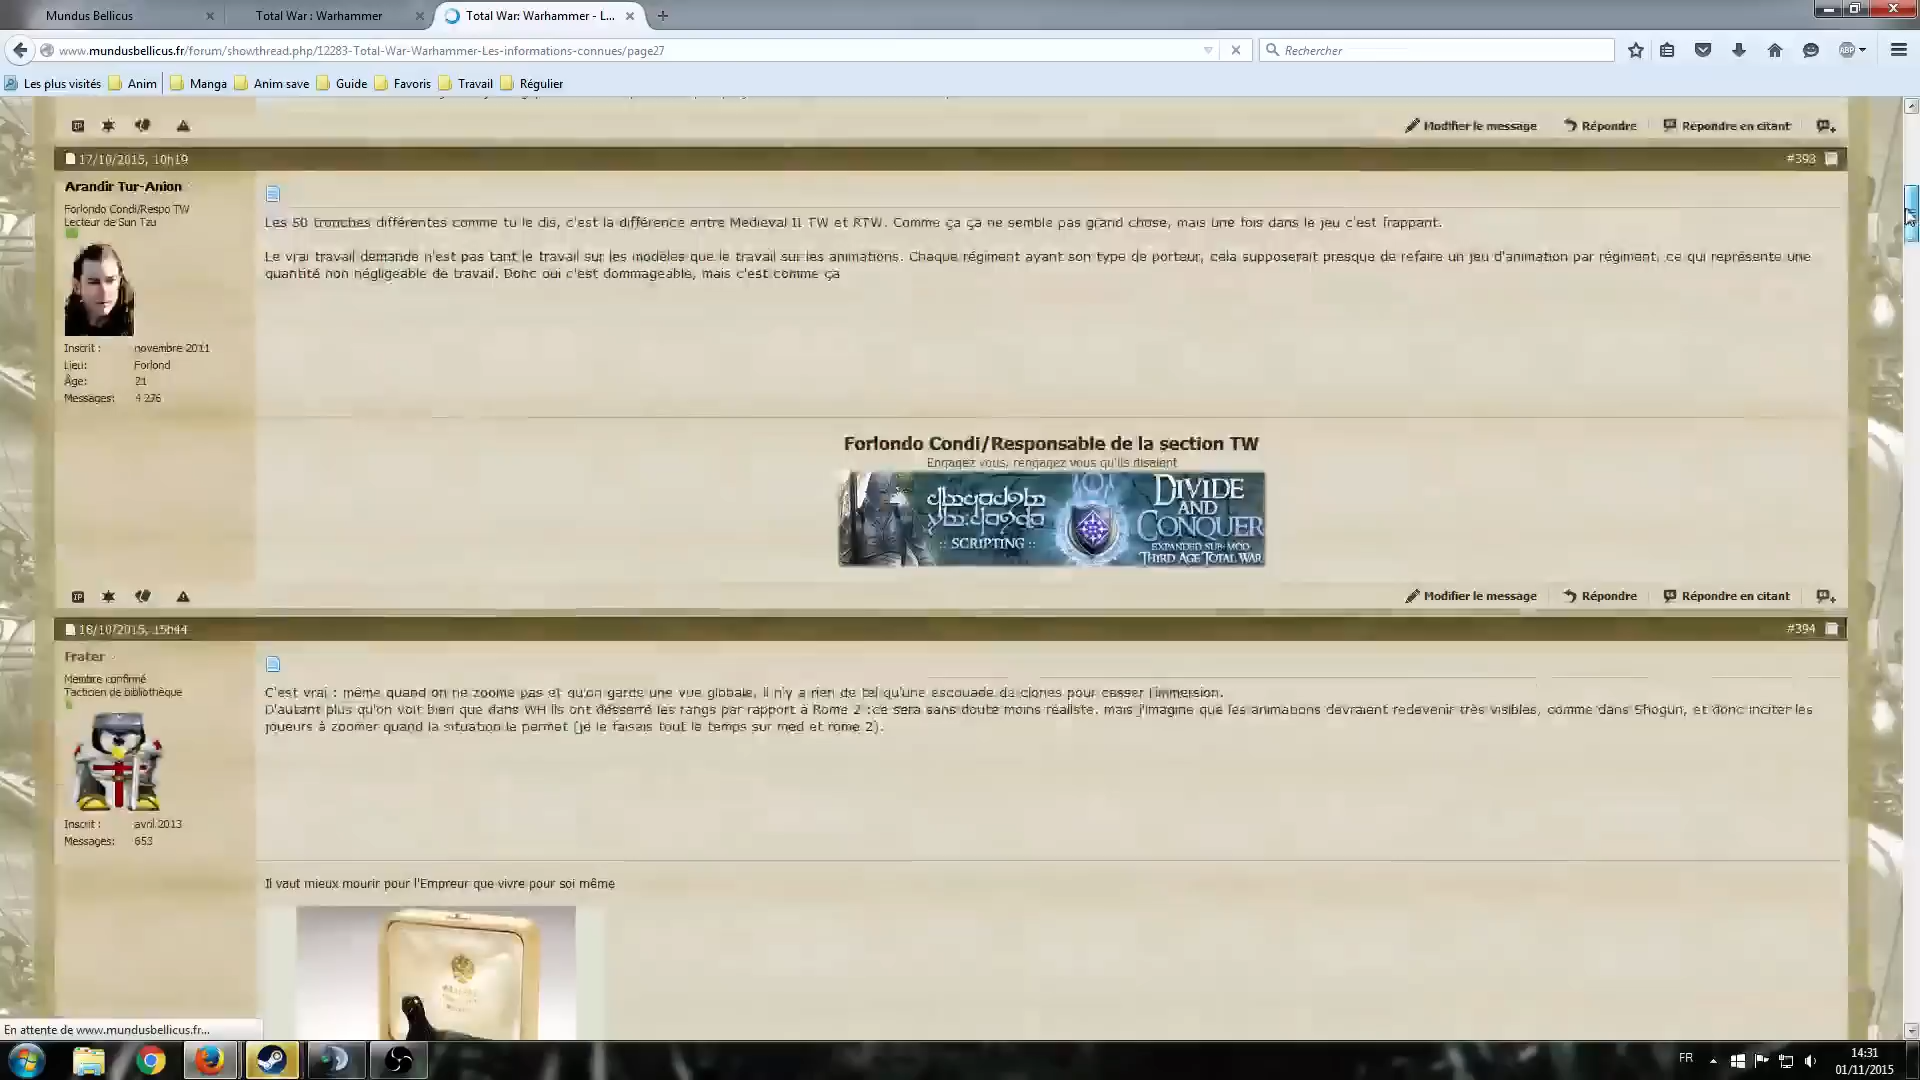 Mundus Bellicus
Total War : Warhammer
Total War: Warhammer - L...
www.mundusbellicus.fr/forum/showthread.php/12283-Total-War-Warhammer-Les-informations-connues/page27
Rechercher
ABP
Les plus visités
Anim
Manga
Anim save
Guide
Favoris
Travail
Régulier
Modifier le message
Répondre
Répondre en citant
17/10/2015, 10h19
#393
Arandir Tur-Anion
Forlondo Condi/Respo TW
Lecteur de Sun Tzu
Les 50 tronches différentes comme tu le dis, c'est la différence entre Medieval II TW et RTW. Comme ça ça ne semble pas grand chose, mais une fois dans le jeu c'est frappant.
Le vrai travail demande n'est pas tant le travail sur les modèles que le travail sur les animations. Chaque régiment ayant son type de porteur, cela supposerait presque de refaire un jeu d'animation par régiment, ce qui représente une
quantité non négligeable de travail. Donc oui c'est dommageable, mais c'est comme ça
Inscrit : novembre 2011
Lieu: Forlond
Âge: 21
Messages: 4 276
Forlondo Condi/Responsable de la section TW
Engagez vous, rengagez vous qu'ils disaient
:: SCRIPTING ::
DIVIDE
AND
CONQUER
EXPANDED SUB-MOD
THIRD AGE TOTAL WAR
IP
Modifier le message
Répondre
Répondre en citant
18/10/2015, 15h44
#394
Frater
Membre confirmé
Tacticien de bibliothèque
C'est vrai : même quand on ne zoome pas et qu'on garde une vue globale, il n'y a rien de tel qu'une escouade de clones pour casser l'immersion.
D'autant plus qu'on voit bien que dans WH ils ont désserré les rangs par rapport à Rome 2 :ce sera sans doute moins réaliste, mais j'imagine que les animations devraient redevenir très visibles, comme dans Shogun, et donc inciter les
joueurs à zoomer quand la situation le permet (je le faisais tout le temps sur med et rome 2).
Inscrit : avril 2013
Messages: 653
Il vaut mieux mourir pour l'Empreur que vivre pour soi même
En attente de www.mundusbellicus.fr...
FR
14:31
01/11/2015